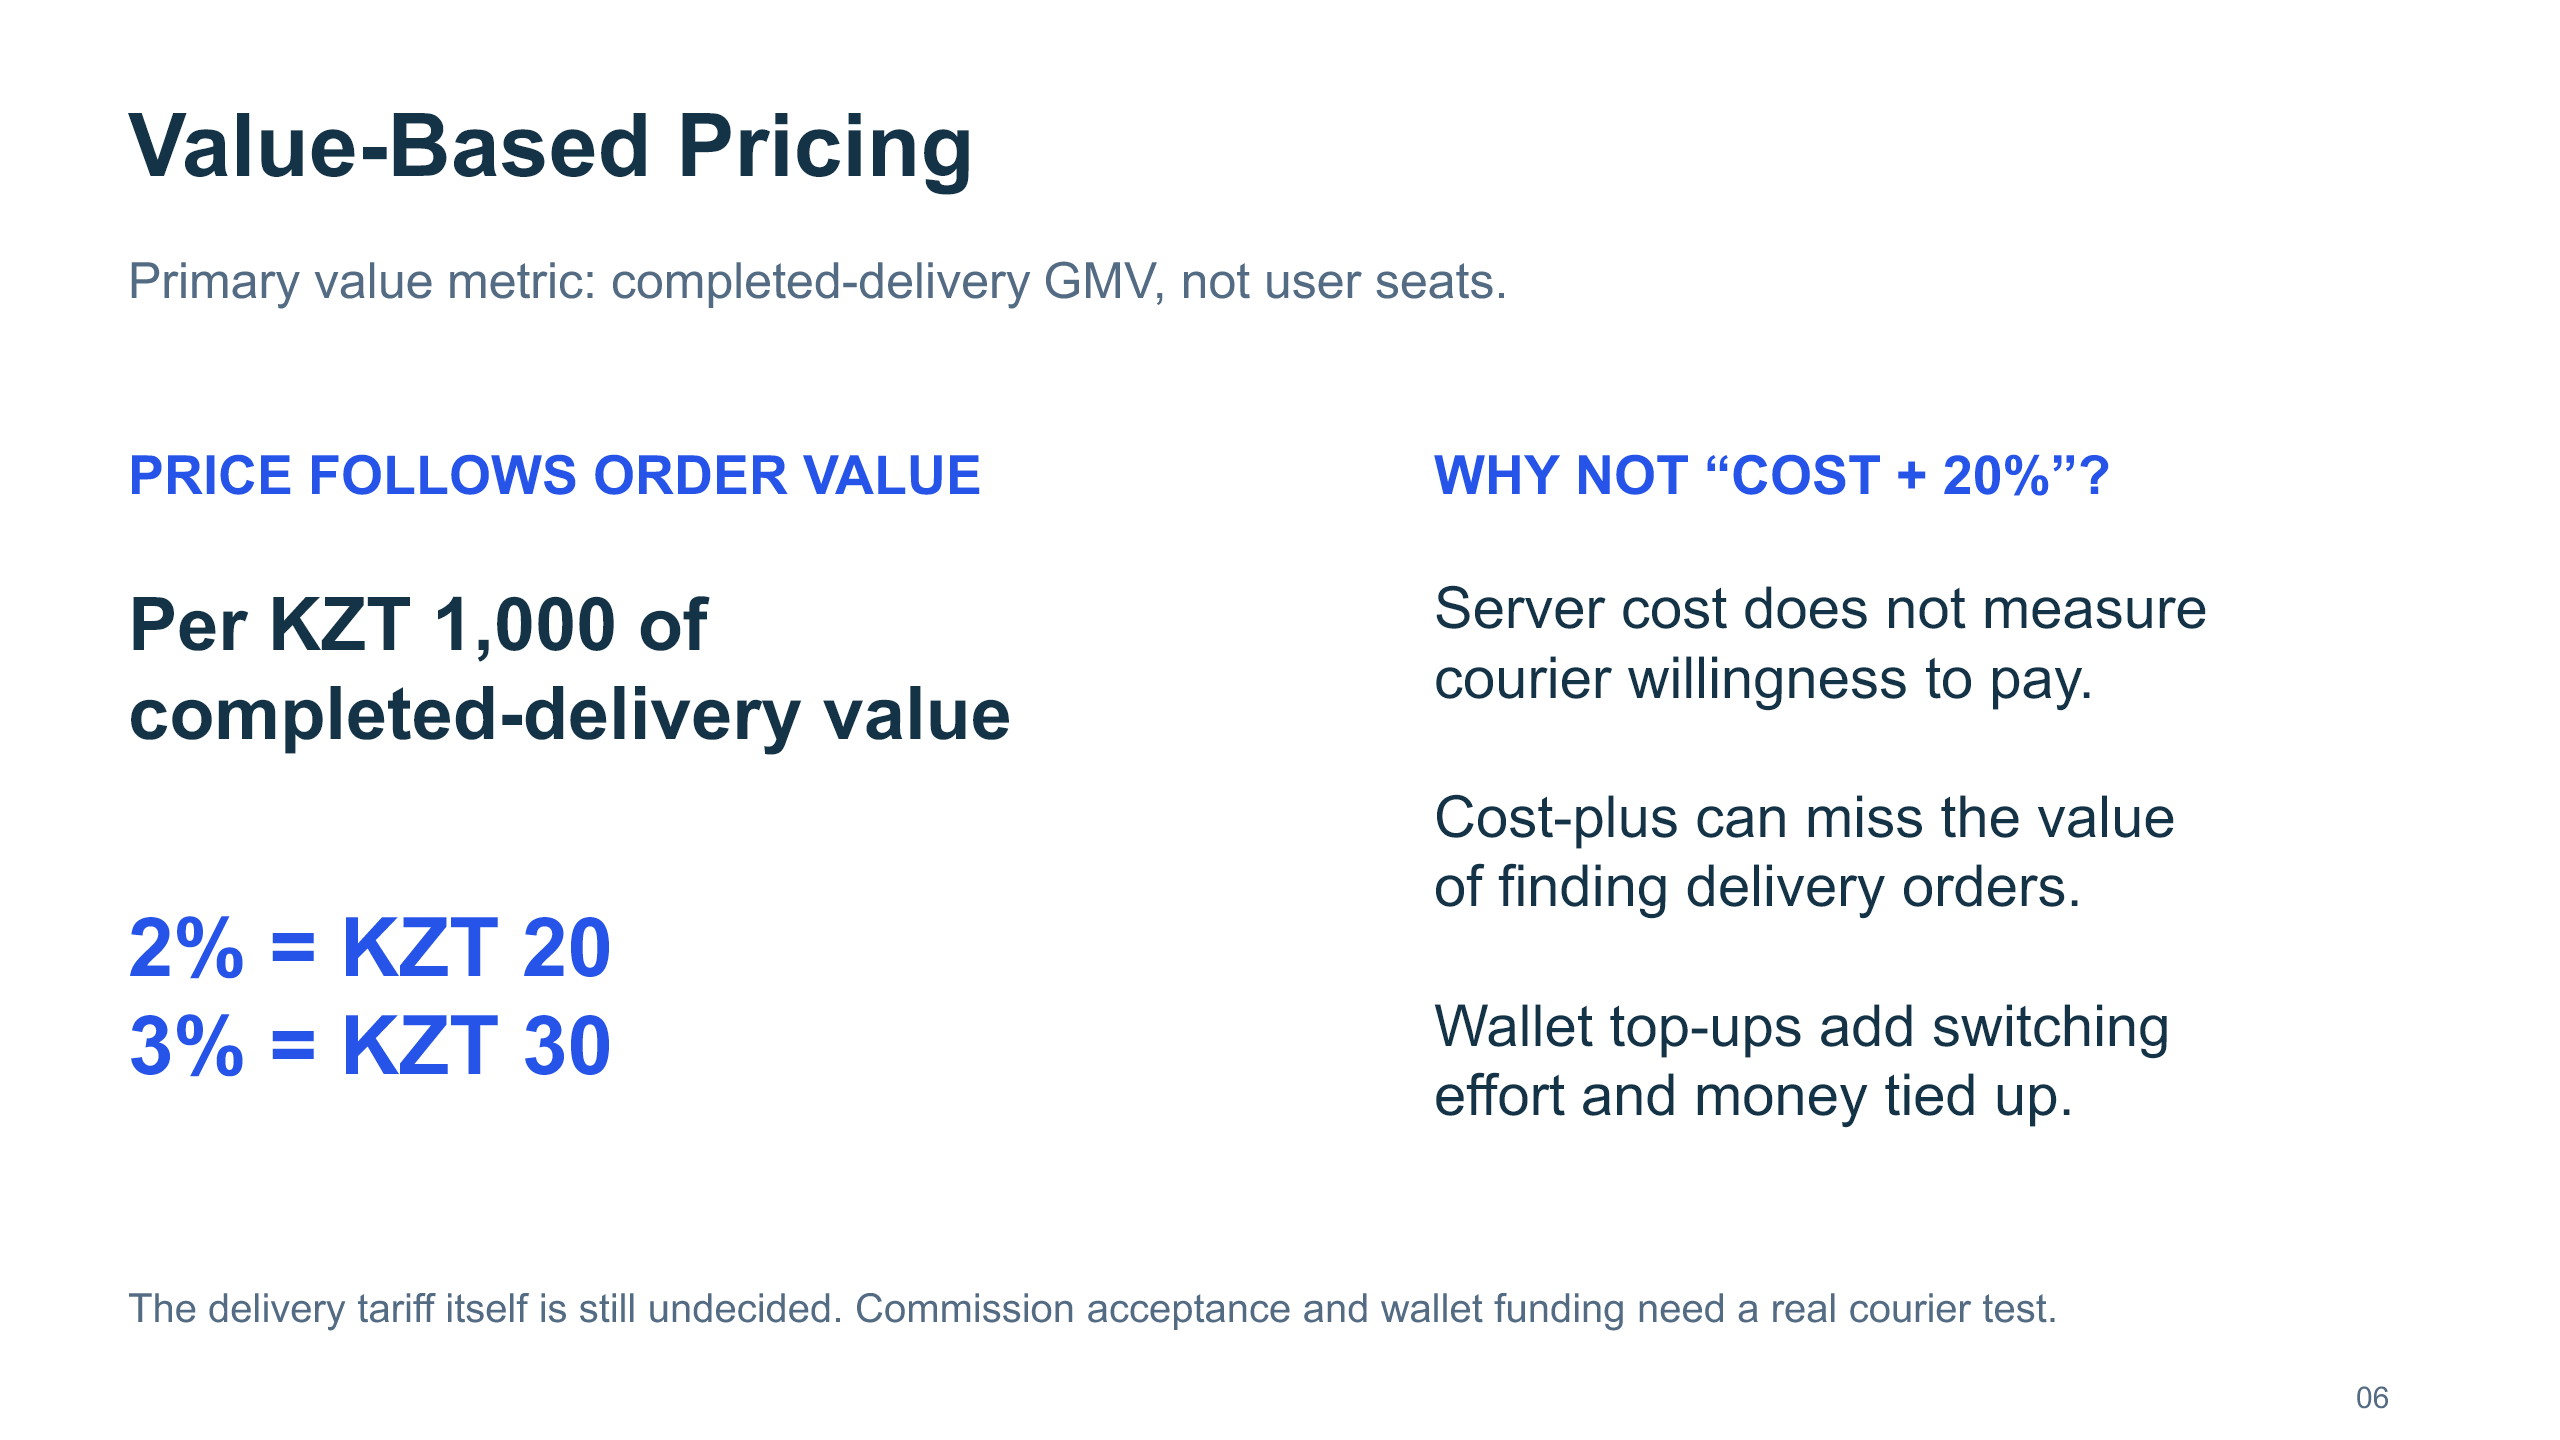 Value-Based Pricing
Primary value metric: completed-delivery GMV, not user seats.
PRICE FOLLOWS ORDER VALUE
Per KZT 1,000 of
completed-delivery value
2% = KZT 20
3% = KZT 30
WHY NOT “COST + 20%”?
Server cost does not measure
courier willingness to pay.
Cost-plus can miss the value
of finding delivery orders.
Wallet top-ups add switching
effort and money tied up.
The delivery tariff itself is still undecided. Commission acceptance and wallet funding need a real courier test.
06